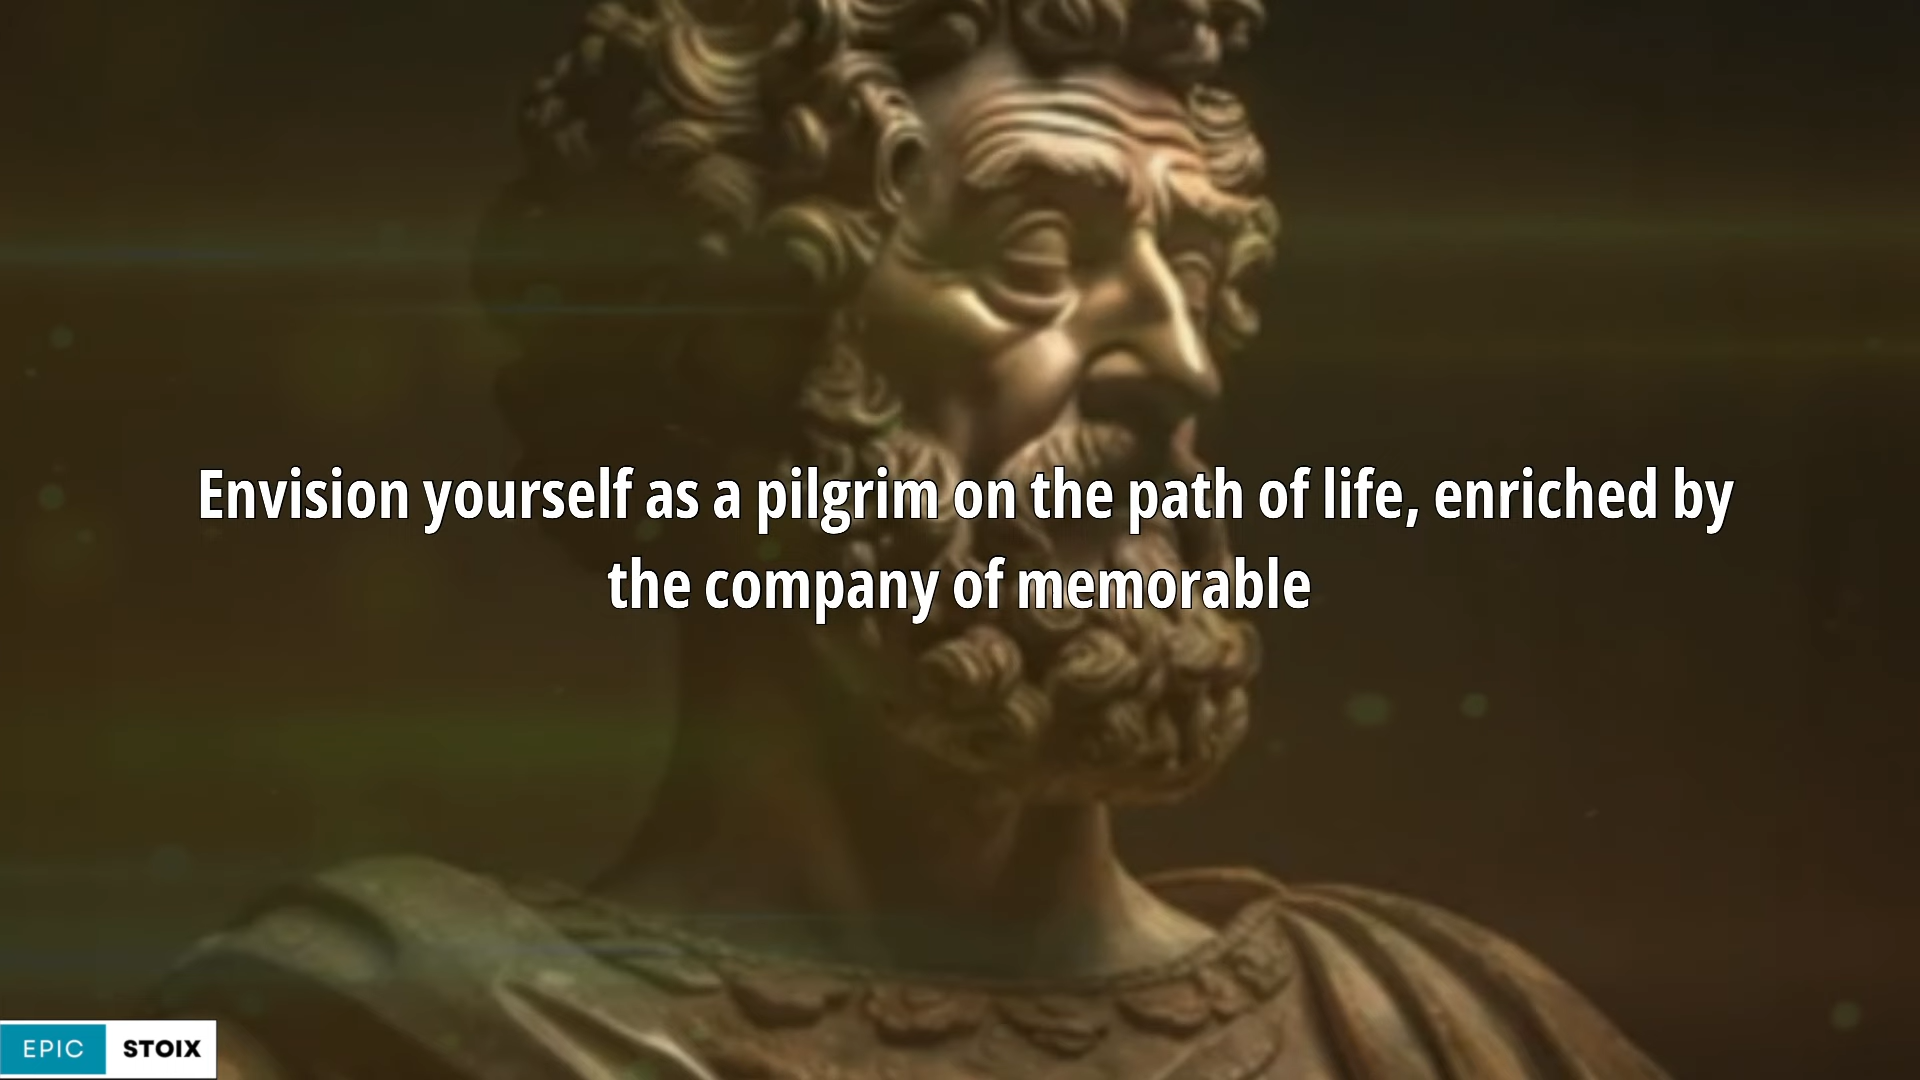 Envision yourself as a pilgrim on the path of life, enriched by
the company of memorable
EPIC STOIX